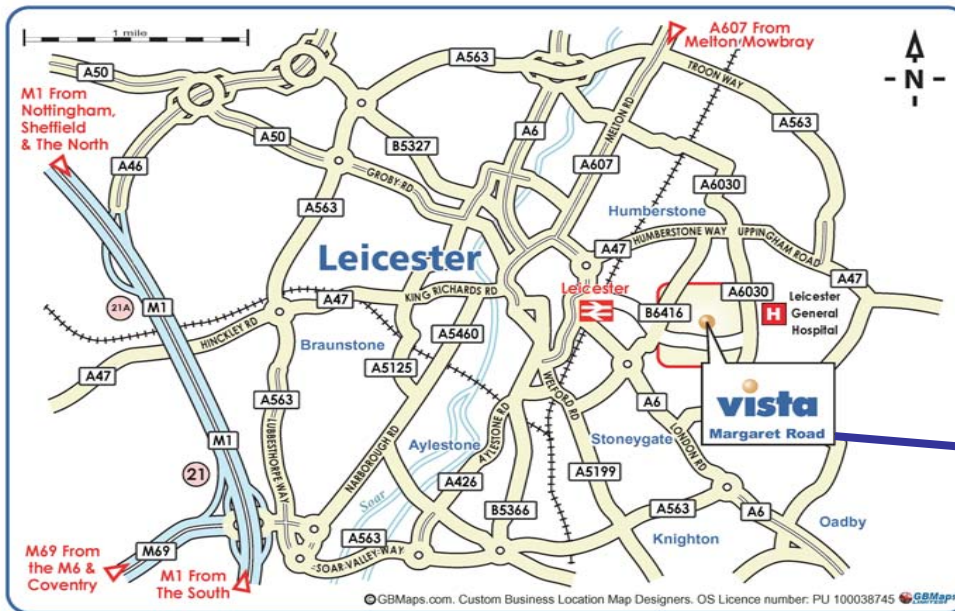 1 mile
A607 From
Melton Mowbray
N
A50
A563
TROON WAY
M1 From
Nottingham,
Sheffield
& The North
A6
MELTON RD
A563
A50
B5327
A46
GROBY RD
A607
A6030
A563
Humberstone
HUMBERSTONE WAY
UPPINGHAM ROAD
A47
Leicester
A47
Leicester
21A
M1
A47
KING RICHARDS RD
B6416
A6030
H
Leicester
General
Hospital
HINCKLEY RD
A5460
Braunstone
A5125
A47
WELFORD RD
A6
vista
Margaret Road
A563
LUBBESTHORPE WAY
M1
NARBOROUGH RD
Aylestone
AYLESTONE RD
Stoneygate
LONDON RD
21
A426
A5199
Soar
B5366
A563
A6
Oadby
M69
A563
Knighton
M69 From
the M6 &
Coventry
M1 From
The South
SOAR VALLEY WAY
©GBMaps.com. Custom Business Location Map Designers. OS Licence number: PU 100038745
GBMaps